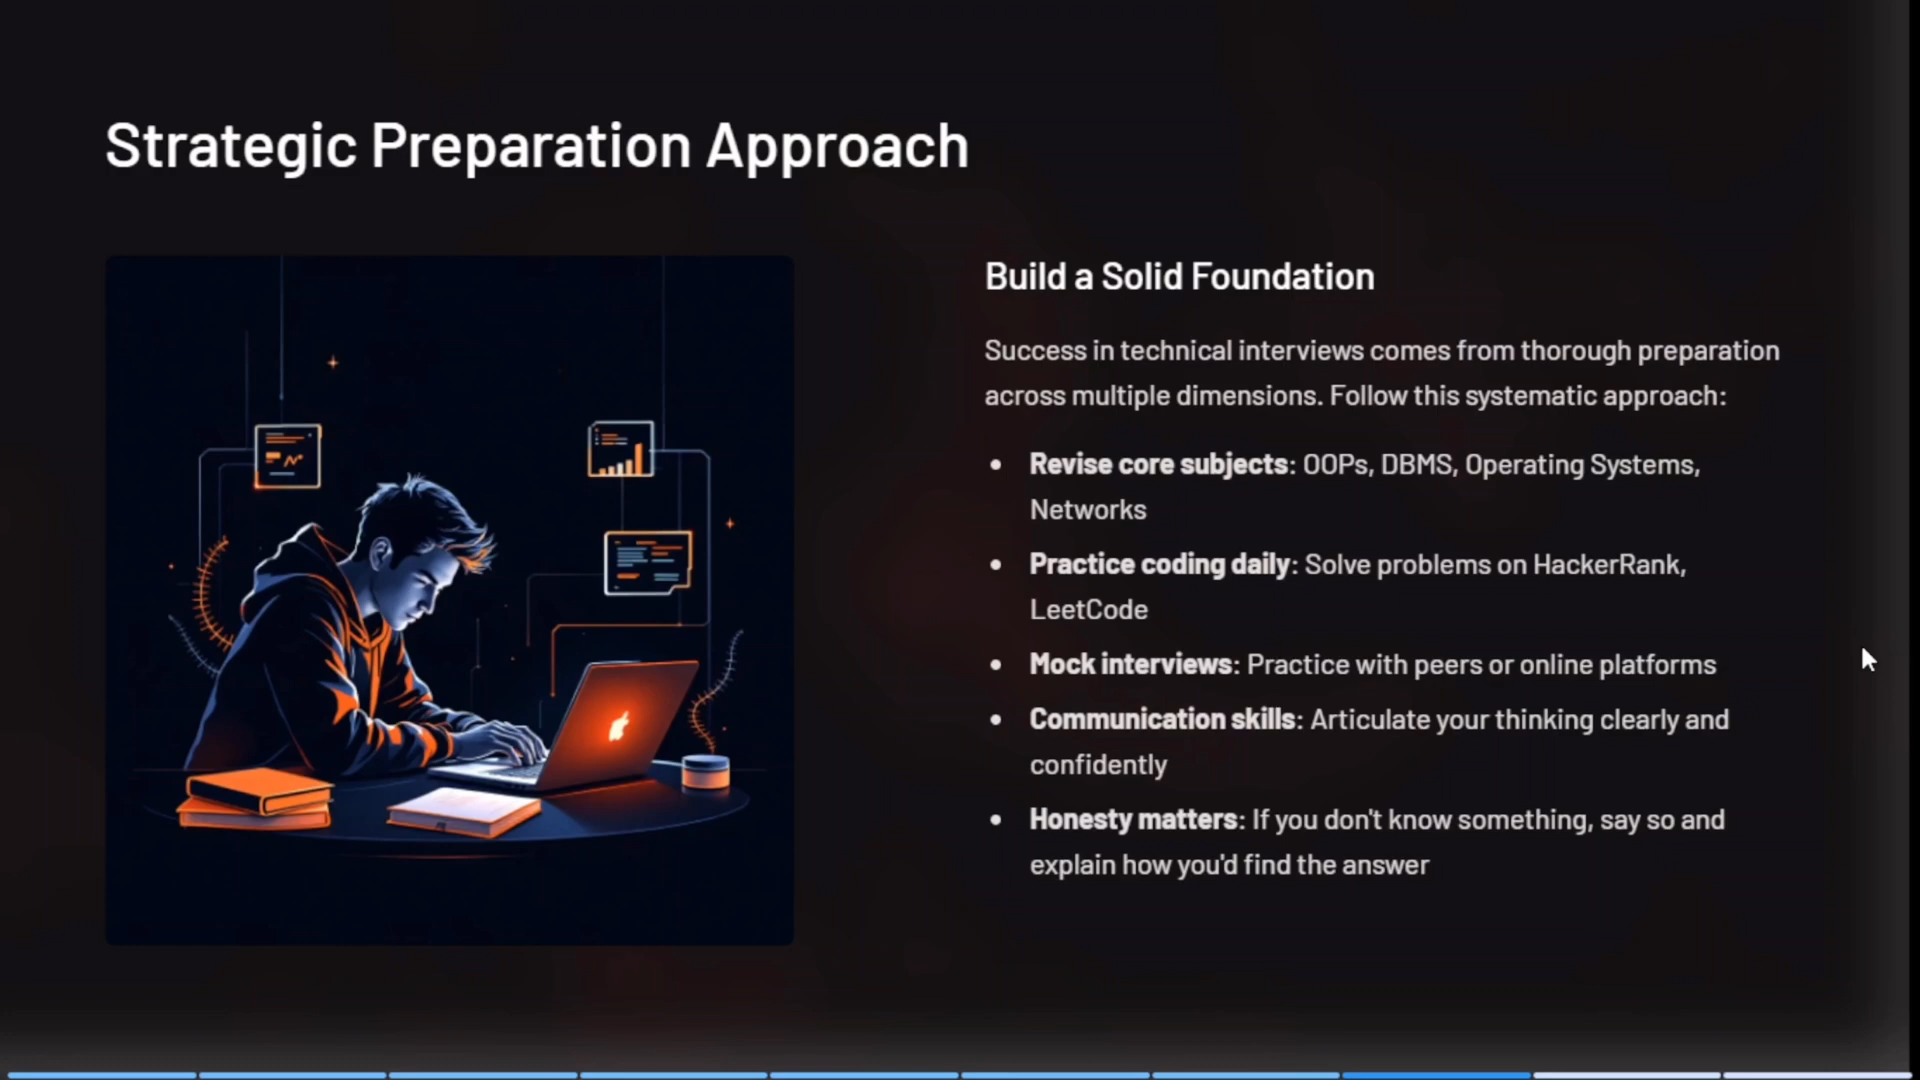 Strategic Preparation Approach
Build a Solid Foundation
Success in technical interviews comes from thorough preparation
across multiple dimensions. Follow this systematic approach:
• Revise core subjects: OOPs, DBMS, Operating Systems,
Networks
• Practice coding daily: Solve problems on HackerRank,
LeetCode
• Mock interviews: Practice with peers or online platforms
• Communication skills: Articulate your thinking clearly and
confidently
• Honesty matters: If you don't know something, say so and
explain how you'd find the answer